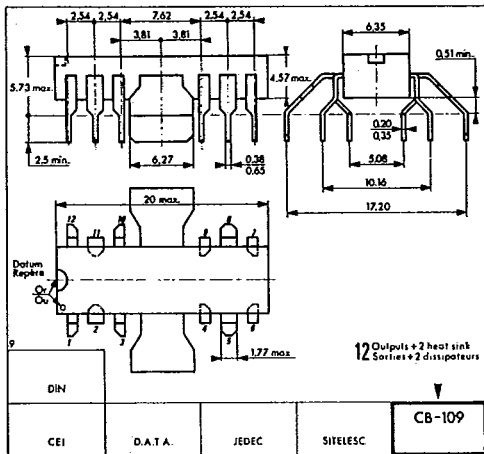 2,54
2,54
7,62
2,54
2,54
3,81
3,81
5.73 max.
4,57 max.
2,5 min.
6,27
0,38
0,65
6,35
0,51 min.
0,20
0,35
5,08
10.16
17.20
20 max.
12
11
10
9
8
7
Datum
Repère
Or
Ou
1
2
3
4
5
6
1,77 max
9
12 Outputs + 2 heat sink
Sorties + 2 dissipateurs
DIN
CEI
D.A.T.A.
JEDEC
SITELESC
CB-109